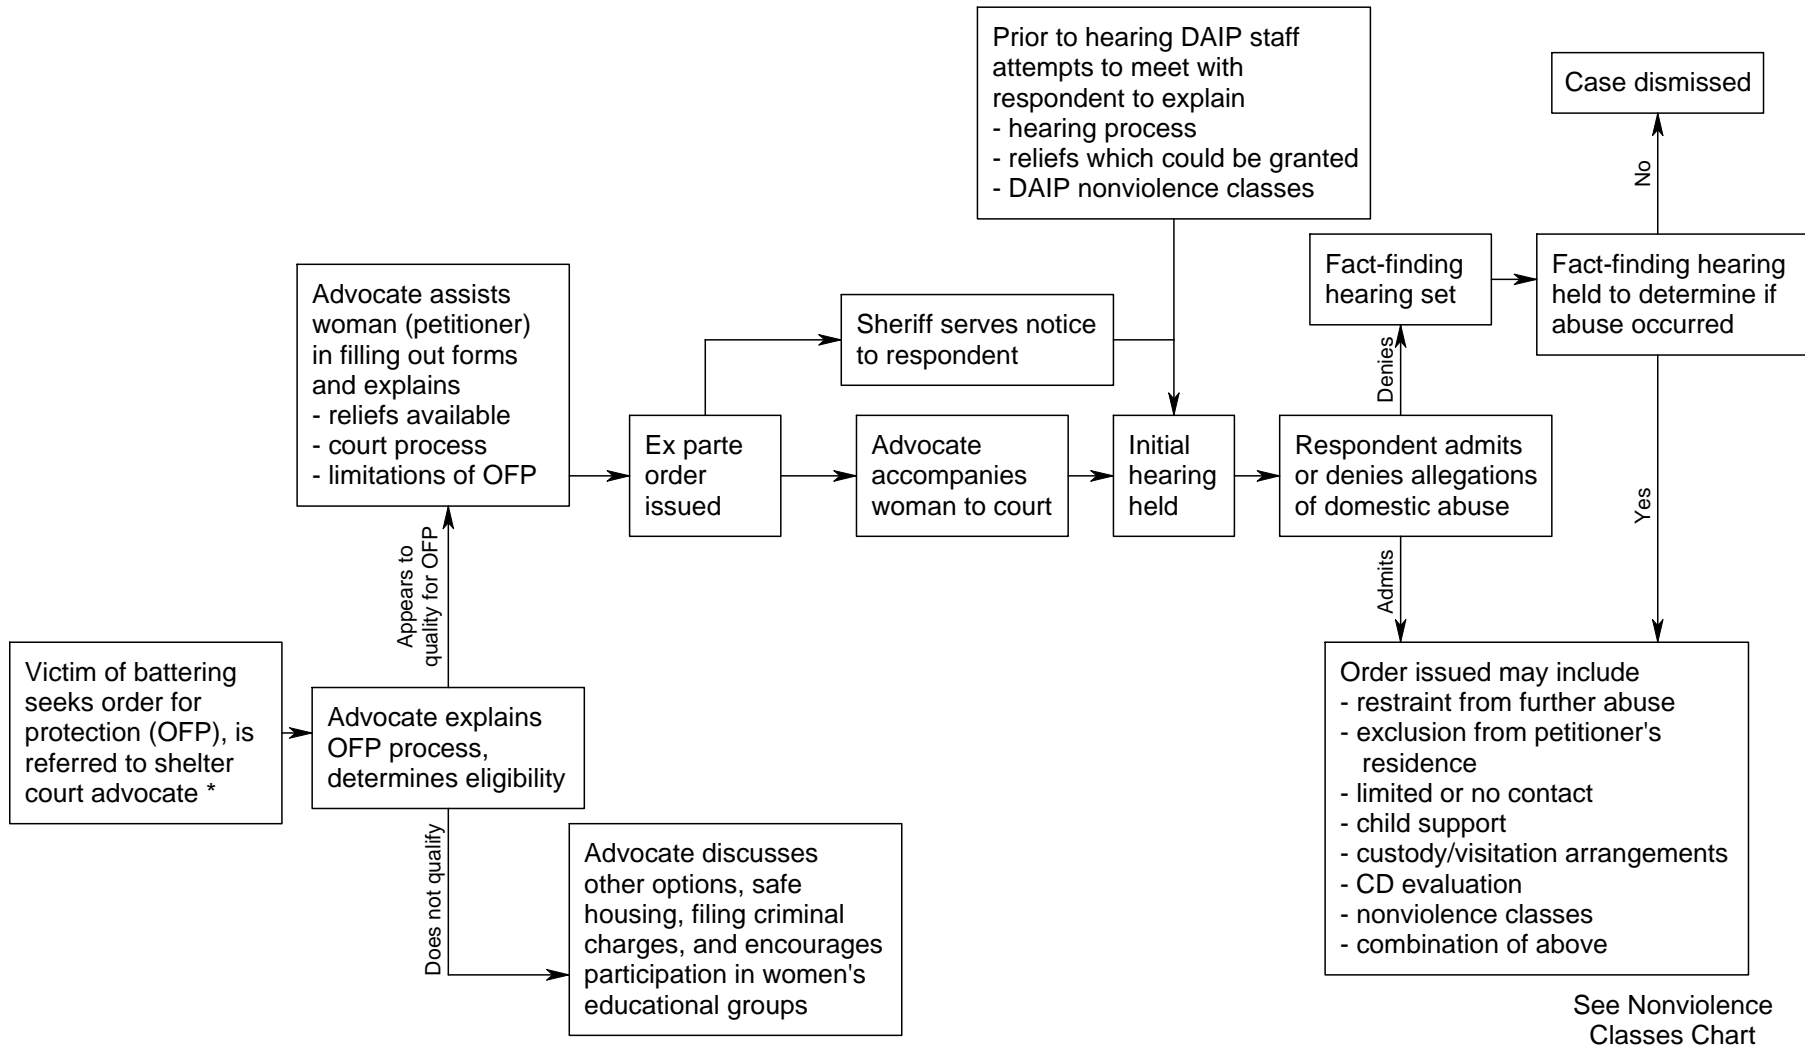 Victim of battering
seeks order for
protection (OFP), is
referred to shelter
court advocate *
Advocate explains
OFP process,
determines eligibility
Appears to
quality for OFP
Does not qualify
Advocate assists
woman (petitioner)
in filling out forms
and explains
- reliefs available
- court process
- limitations of OFP
Advocate discusses
other options, safe
housing, filing criminal
charges, and encourages
participation in women's
educational groups
Ex parte
order
issued
Sheriff serves notice
to respondent
Advocate
accompanies
woman to court
Prior to hearing DAIP staff
attempts to meet with
respondent to explain
- hearing process
- reliefs which could be granted
- DAIP nonviolence classes
Initial
hearing
held
Respondent admits
or denies allegations
of domestic abuse
Denies
Admits
Fact-finding
hearing set
Fact-finding hearing
held to determine if
abuse occurred
No
Yes
Case dismissed
Order issued may include
- restraint from further abuse
- exclusion from petitioner's
residence
- limited or no contact
- child support
- custody/visitation arrangements
- CD evaluation
- nonviolence classes
- combination of above
See Nonviolence
Classes Chart